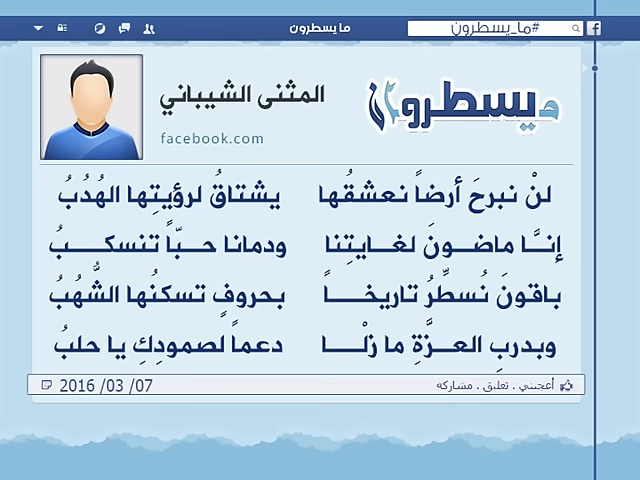 #ما_يسطرون
ما يسطرون
ما يسطرون
المثنى الشيباني
facebook.com
لنْ نبرحَ أرضاً نعشقُها يشتاقُ لرؤيتِها الهُدُبُ
إنَّا ماضونَ لغايتِنا ودمانا حبّاً تنسكبُ
باقونَ نُسطِّرُ تاريخاً بحروفٍ تسكنُها الشُّهُبُ
وبدربِ العزَّةِ ما زلْنا دعماً لصمودِكِ يا حلبُ
أعجبني . تعليق . مشاركه
2016 /03 /07